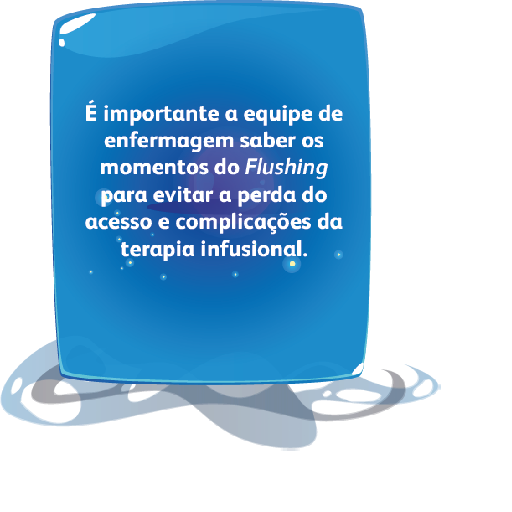 É importante a equipe de
enfermagem saber os
momentos do Flushing
para evitar a perda do
acesso e complicações da
terapia infusional.